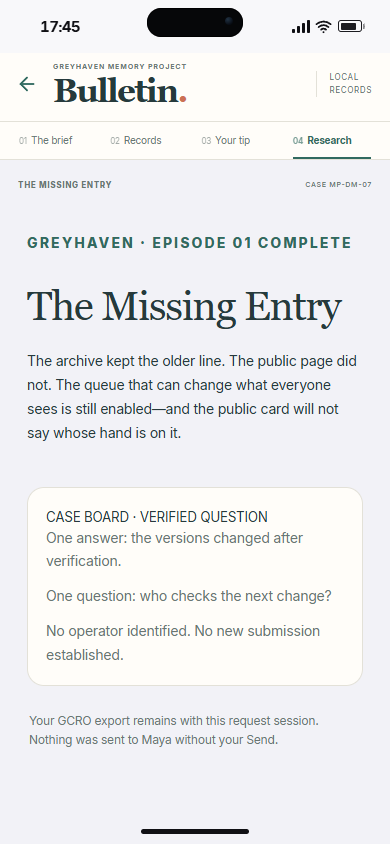 17:45
GREYHAVEN MEMORY PROJECT
Bulletin.
LOCAL
RECORDS
01 The brief
02 Records
03 Your tip
04 Research
THE MISSING ENTRY
CASE MP-DM-07
GREYHAVEN · EPISODE 01 COMPLETE
The Missing Entry
The archive kept the older line. The public page did
not. The queue that can change what everyone
sees is still enabled—and the public card will not
say whose hand is on it.
CASE BOARD · VERIFIED QUESTION
One answer: the versions changed after
verification.
One question: who checks the next change?
No operator identified. No new submission
established.
Your GCRO export remains with this request session.
Nothing was sent to Maya without your Send.